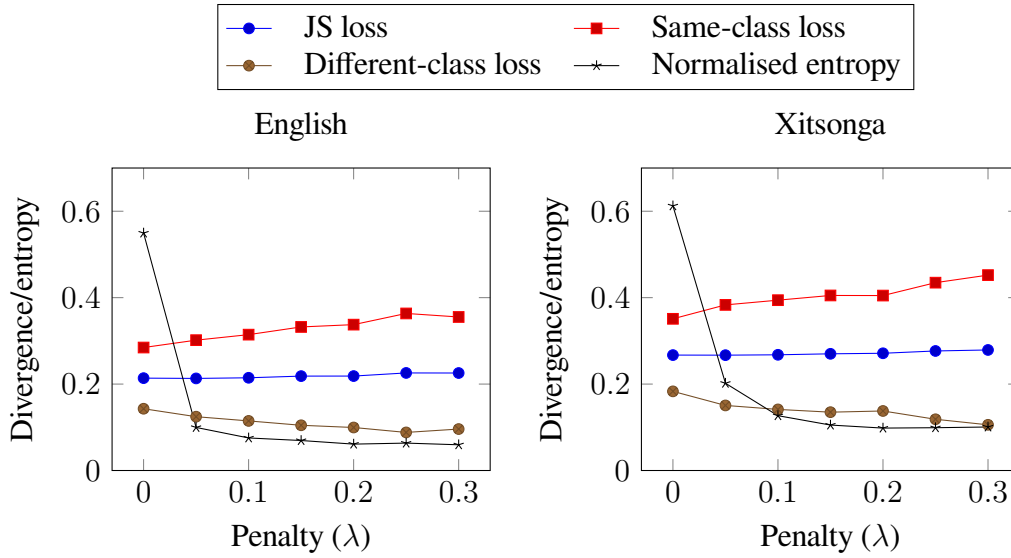 JS loss
Same-class loss
Different-class loss
Normalised entropy
English
Divergence/entropy
0.6
0.4
0.2
0
0
0.1
0.2
0.3
Penalty (λ)
Xitsonga
Divergence/entropy
0.6
0.4
0.2
0
0
0.1
0.2
0.3
Penalty (λ)